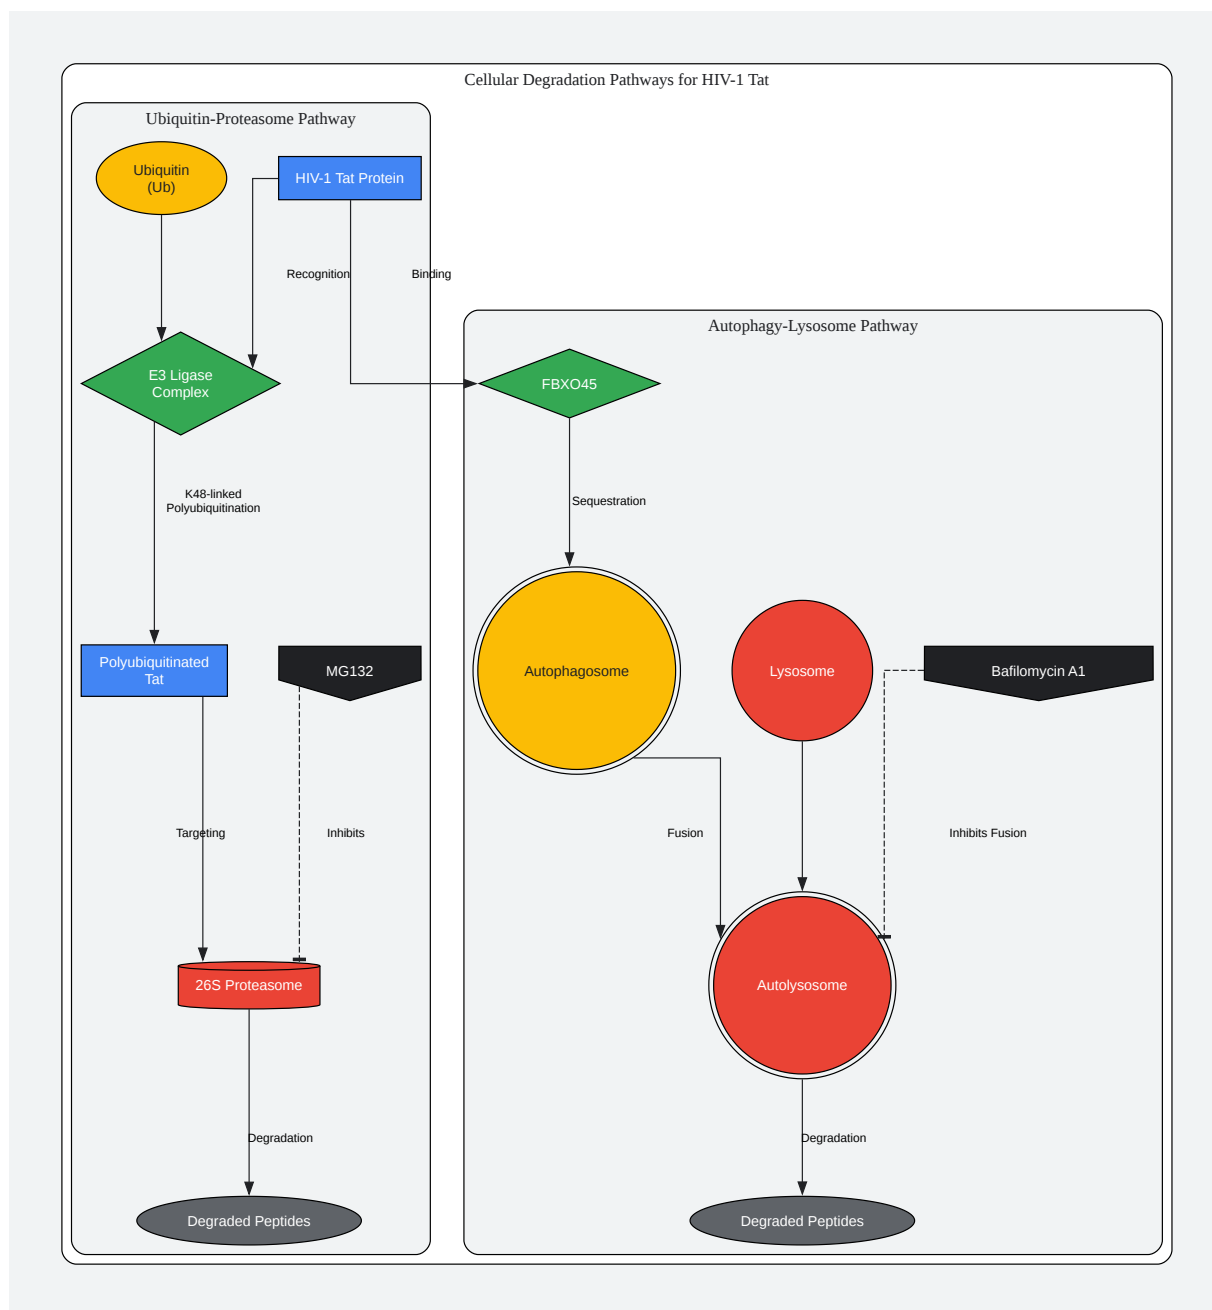 Cellular Degradation Pathways for HIV-1 Tat
Ubiquitin-Proteasome Pathway
Ubiquitin
(Ub)
HIV-1 Tat Protein
Recognition
Binding
Autophagy-Lysosome Pathway
E3 Ligase
Complex
FBXO45
K48-linked
Polyubiquitination
Sequestration
Polyubiquitinated
Tat
MG132
Autophagosome
Lysosome
Bafilomycin A1
Targeting
Inhibits
Fusion
Inhibits Fusion
26S Proteasome
Autolysosome
Degradation
Degradation
Degraded Peptides
Degraded Peptides